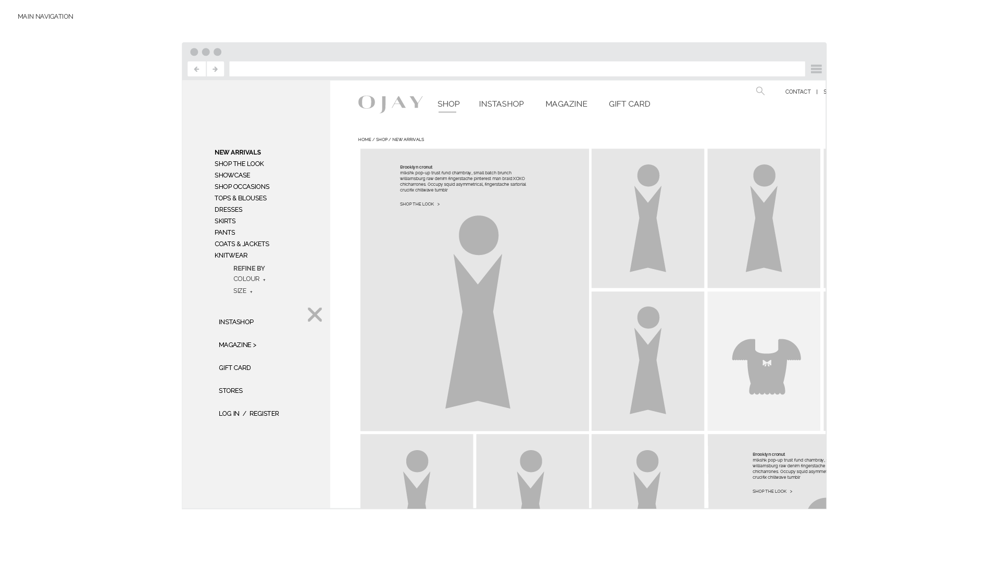 MAIN NAVIGATION
OJAY
SHOP
INSTASHOP
MAGAZINE
GIFT CARD
CONTACT | S
HOME / SHOP / NEW ARRIVALS
NEW ARRIVALS
SHOP THE LOOK
SHOWCASE
SHOP OCCASIONS
TOPS & BLOUSES
DRESSES
SKIRTS
PANTS
COATS & JACKETS
KNITWEAR
REFINE BY
COLOUR +
SIZE +
INSTASHOP
MAGAZINE >
GIFT CARD
STORES
LOG IN / REGISTER
Brooklyn cronut
mlkshk pop-up trust fund chambray, small batch brunch
williamsburg raw denim fingerstache pinterest man braid.XOXO
chicharrones. Occupy squid asymmetrical, fingerstache sartorial
crucifix chillwave tumblr
SHOP THE LOOK >
Brooklyn cronut
mlkshk pop-up trust fund chambray,
williamsburg raw denim fingerstache
chicharrones. Occupy squid asymmet
crucifix chillwave tumblr
SHOP THE LOOK >